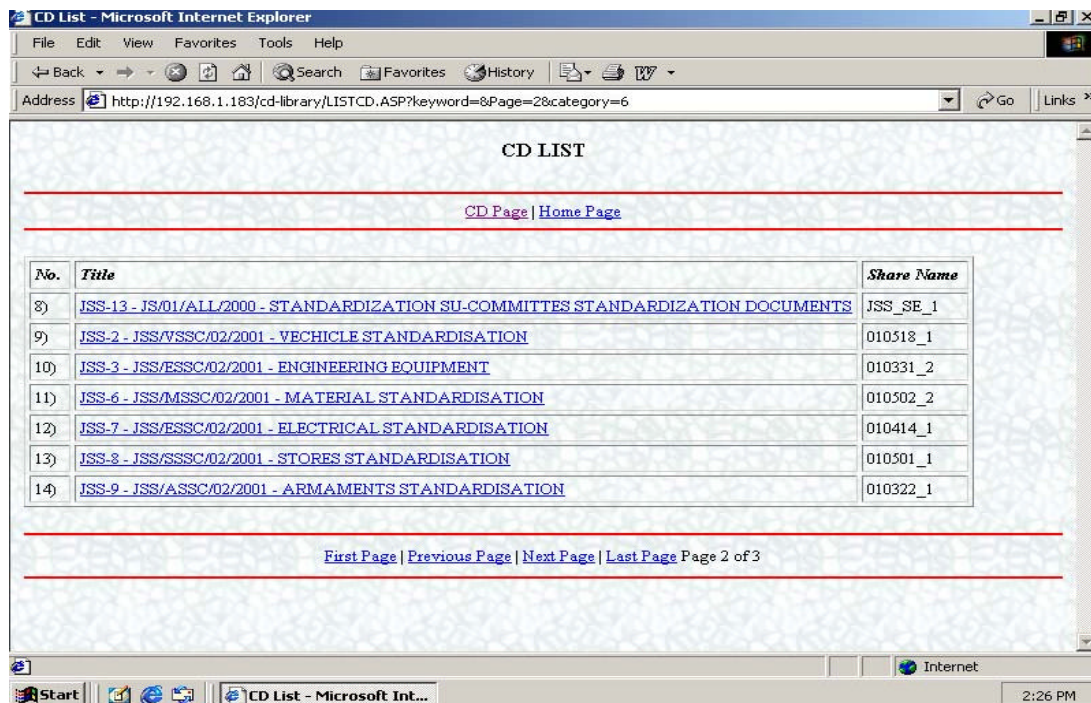 CD List - Microsoft Internet Explorer
File Edit View Favorites Tools Help
Back Search Favorites History
Address http://192.168.1.183/cd-library/LISTCD.ASP?keyword=&Page=2&category=6 Go Links »
CD LIST
CD Page | Home Page
No. Title Share Name
8) JSS-13 - JS/01/ALL/2000 - STANDARDIZATION SU-COMMITTES STANDARDIZATION DOCUMENTS JSS_SE_1
9) JSS-2 - JSS/VSSC/02/2001 - VECHICLE STANDARDISATION 010518_1
10) JSS-3 - JSS/ESSC/02/2001 - ENGINEERING EQUIPMENT 010331_2
11) JSS-6 - JSS/MSSC/02/2001 - MATERIAL STANDARDISATION 010502_2
12) JSS-7 - JSS/ESSC/02/2001 - ELECTRICAL STANDARDISATION 010414_1
13) JSS-8 - JSS/SSSC/02/2001 - STORES STANDARDISATION 010501_1
14) JSS-9 - JSS/ASSC/02/2001 - ARMAMENTS STANDARDISATION 010322_1
First Page | Previous Page | Next Page | Last Page Page 2 of 3
Internet
Start CD List - Microsoft Int... 2:26 PM